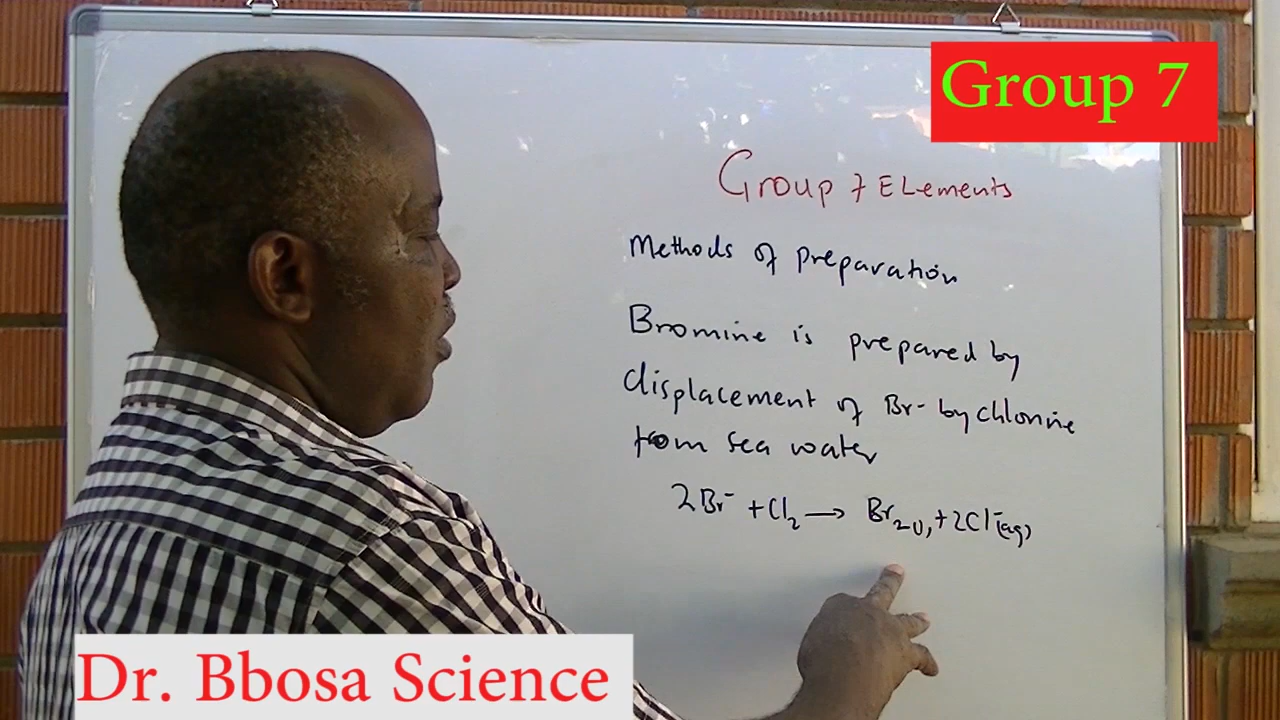 Group 7
Group 7 Elements
Methods of preparation
Bromine is prepared by
displacement of Br- by chlorine
from sea water
2Br⁻ + Cl₂ → Br₂(l) + 2Cl⁻(aq)
Dr. Bbosa Science